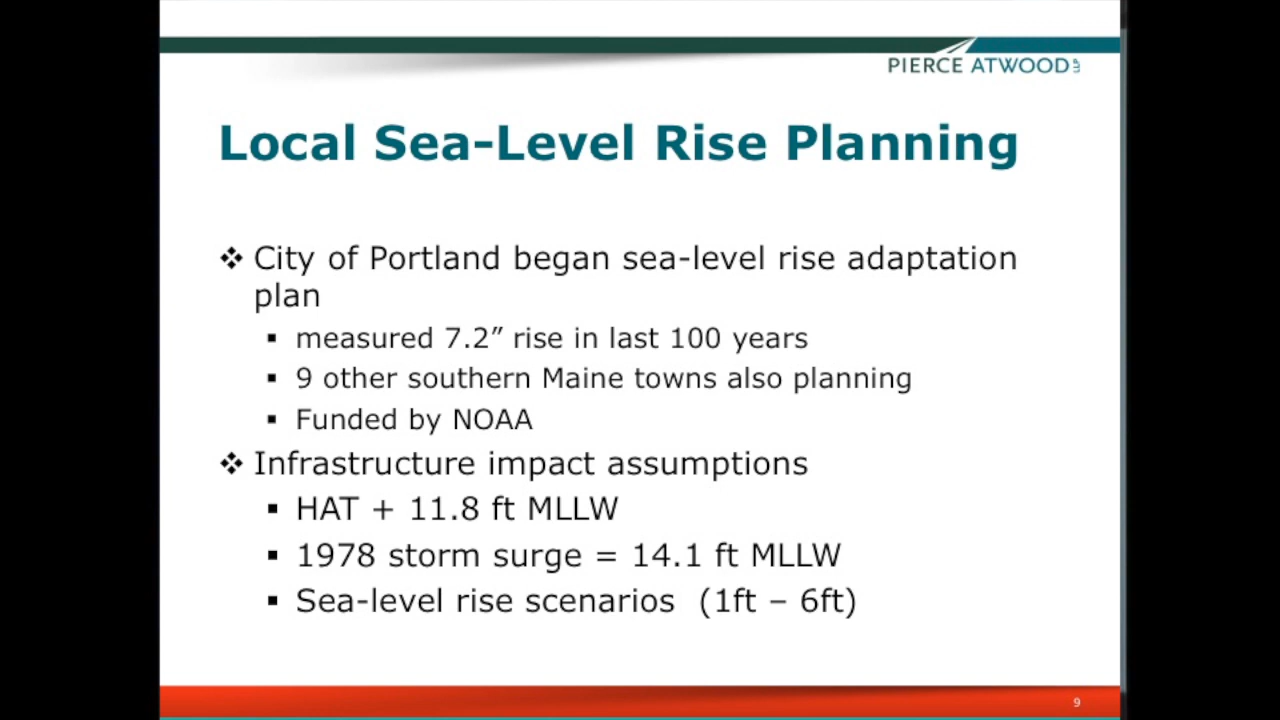 PIERCE ATWOOD LLP
Local Sea-Level Rise Planning
❖ City of Portland began sea-level rise adaptation
plan
▪ measured 7.2” rise in last 100 years
▪ 9 other southern Maine towns also planning
▪ Funded by NOAA
❖ Infrastructure impact assumptions
▪ HAT + 11.8 ft MLLW
▪ 1978 storm surge = 14.1 ft MLLW
▪ Sea-level rise scenarios (1ft – 6ft)
9